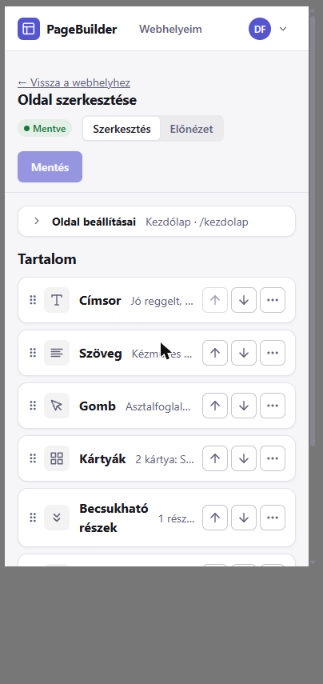 PageBuilder Webhelyeim DF
← Vissza a webhelyhez
Oldal szerkesztése
Mentve Szerkesztés Előnézet
Mentés
Oldal beállításai Kezdőlap · /kezdolap
Tartalom
Címsor Jó reggelt, ...
Szöveg ...
Gomb Asztalfoglal...
Kártyák 2 kártya: S...
Becsukható
részek
1 rész...